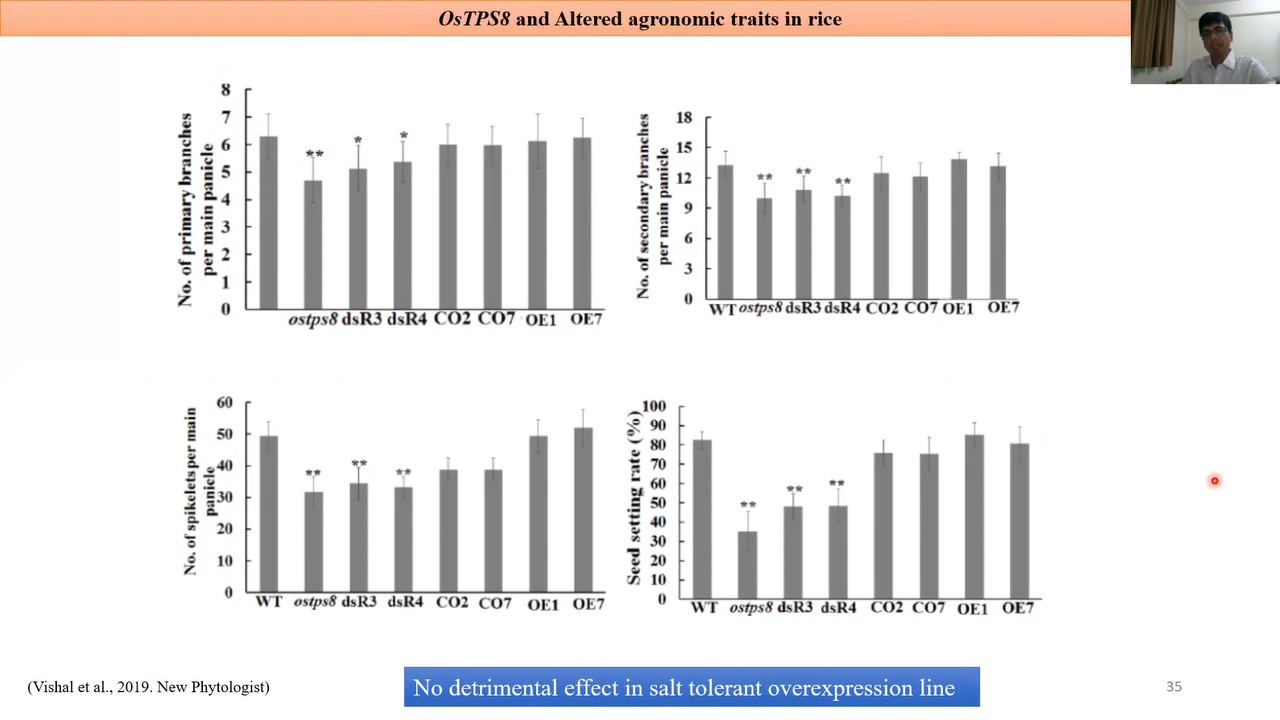 OsTPS8 and Altered agronomic traits in rice
No. of primary branches
per main panicle
8
7
6
5
4
3
2
1
0
** * *
ostps8 dsR3 dsR4 CO2 CO7 OE1 OE7
No. of secondary branches
per main panicle
18
15
12
9
6
3
0
** ** **
WT ostps8 dsR3 dsR4 CO2 CO7 OE1 OE7
No. of spikelets per main
panicle
60
50
40
30
20
10
0
** ** **
WT ostps8 dsR3 dsR4 CO2 CO7 OE1 OE7
Seed setting rate (%)
100
90
80
70
60
50
40
30
20
10
0
** ** **
WT ostps8 dsR3 dsR4 CO2 CO7 OE1 OE7
(Vishal et al., 2019. New Phytologist)
No detrimental effect in salt tolerant overexpression line
35